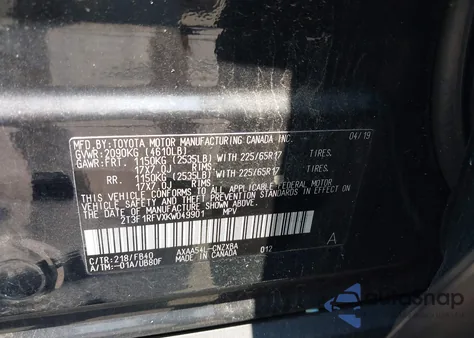 MFD. BY: TOYOTA MOTOR MANUFACTURING CANADA INC. 04/19
GVWR: 2090KG (4610LB)
GAWR: FRT. 1150KG (2535LB) WITH 225/65R17 TIRES.
17X7.0J RIMS.
RR. 1150KG (2535LB) WITH 225/65R17 TIRES.
17X7.0J RIMS.
THIS VEHICLE CONFORMS TO ALL APPLICABLE FEDERAL MOTOR
VEHICLE SAFETY AND THEFT PREVENTION STANDARDS IN EFFECT ON
THE DATE OF MANUFACTURE SHOWN ABOVE.
2T3F1RFVXKW049901 MPV
C/TR: 218/FB40 AXAA54L-CNZXBA 012 A
A/TM: -01A/UB80F MADE IN CANADA
autosnap